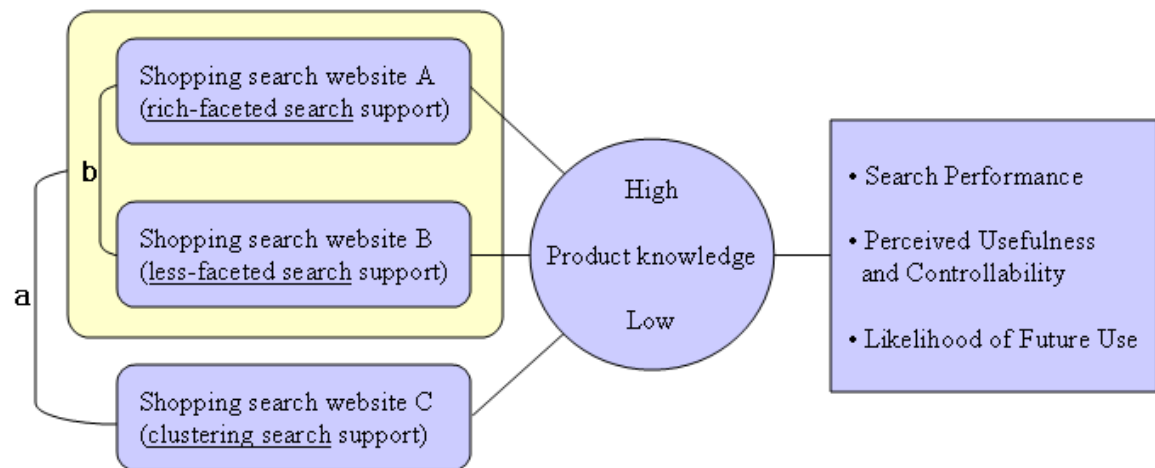 Shopping search website A
(rich-faceted search support)
b
Shopping search website B
(less-faceted search support)
a
Shopping search website C
(clustering search support)
High
Product knowledge
Low
• Search Performance
• Perceived Usefulness
and Controllability
• Likelihood of Future Use